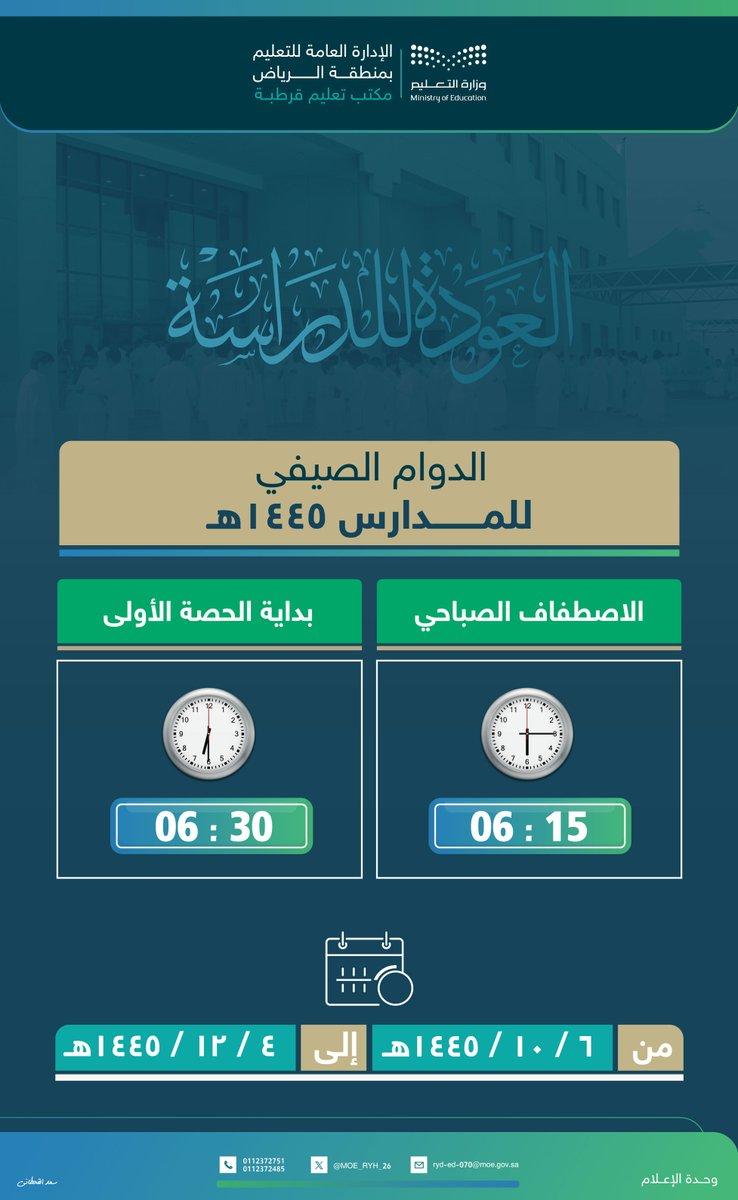 الإدارة العامة للتعليم
بمنطقة الرياض
مكتب تعليم قرطبة
وزارة التعليم
Ministry of Education
العودة للدراسة
الدوام الصيفي
للمدارس ١٤٤٥هـ
الاصطفاف الصباحي
بداية الحصة الأولى
06 : 15
06 : 30
من ٦ / ١٠ / ١٤٤٥هـ إلى ٤ / ١٢ / ١٤٤٥هـ
0112372751
0112372485
@MOE_RYH_26
ryd-ed-070@moe.gov.sa
وحدة الإعلام
سعد القحطاني